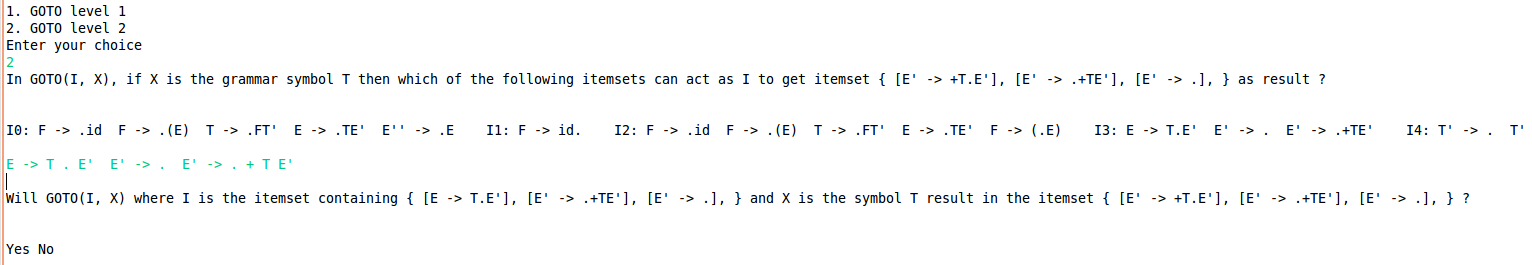 1. GOTO level 1
2. GOTO level 2
Enter your choice
2
In GOTO(I, X), if X is the grammar symbol T then which of the following itemsets can act as I to get itemset { [E' -> +T.E'], [E' -> .+TE'], [E' -> .], } as result ?
I0: F -> .id  F -> .(E)  T -> .FT'  E -> .TE'  E'' -> .E    I1: F -> id.    I2: F -> .id  F -> .(E)  T -> .FT'  E -> .TE'  F -> (.E)    I3: E -> T.E'  E' -> .  E' -> .+TE'    I4: T' -> .  T'
E -> T . E'  E' -> .  E' -> . + T E'
Will GOTO(I, X) where I is the itemset containing { [E -> T.E'], [E' -> .+TE'], [E' -> .], } and X is the symbol T result in the itemset { [E' -> +T.E'], [E' -> .+TE'], [E' -> .], } ?
Yes No